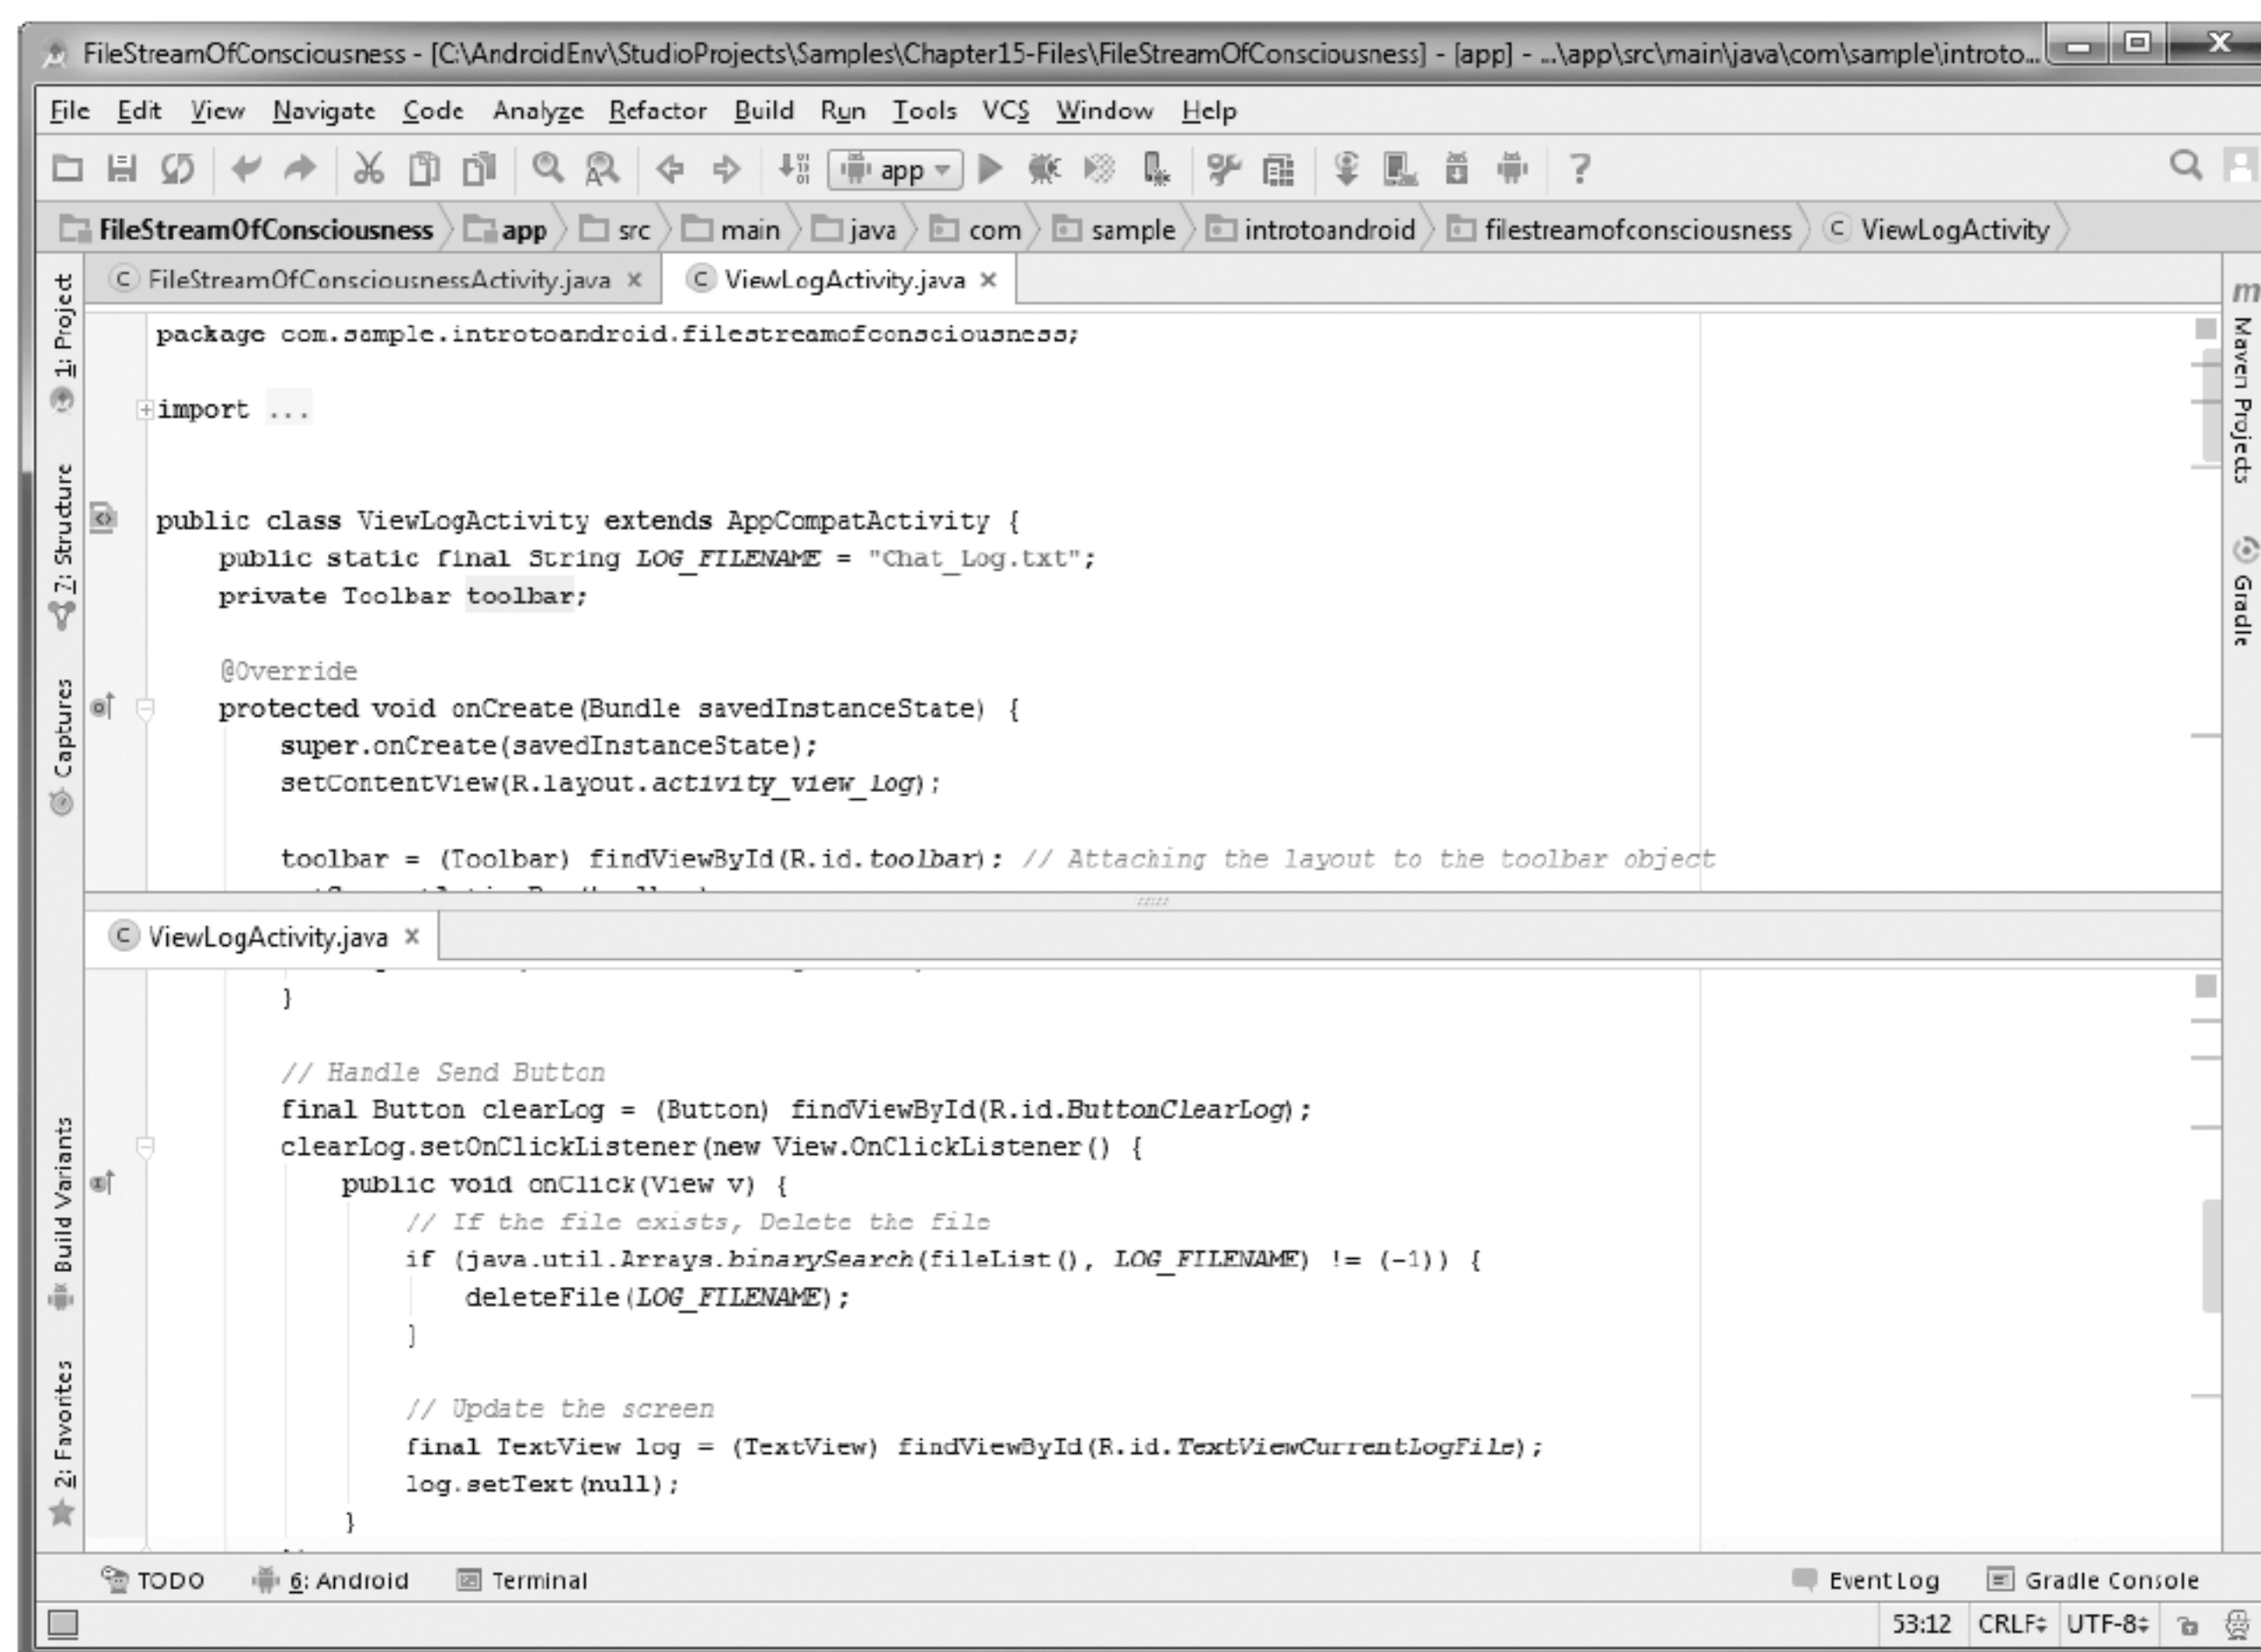 FileStreamOfConsciousness - [C:\AndroidEnv\StudioProjects\Samples\Chapter15-Files\FileStreamOfConsciousness] - [app] - ...\app\src\main\java\com\sample\introto...
File Edit View Navigate Code Analyze Refactor Build Run Tools VCS Window Help
app
FileStreamOfConsciousness app src main java com sample introtoandroid filestreamofconsciousness ViewLogActivity
FileStreamOfConsciousnessActivity.java ViewLogActivity.java
1: Project
7: Structure
Captures
Build Variants
2: Favorites
package com.sample.introtoandroid.filestreamofconsciousness;
import ...
public class ViewLogActivity extends AppCompatActivity {
public static final String LOG_FILENAME = "Chat_Log.txt";
private Toolbar toolbar;
@Override
protected void onCreate(Bundle savedInstanceState) {
super.onCreate(savedInstanceState);
setContentView(R.layout.activity_view_log);
toolbar = (Toolbar) findViewById(R.id.toolbar); // Attaching the layout to the toolbar object
ViewLogActivity.java
}
// Handle Send Button
final Button clearLog = (Button) findViewById(R.id.ButtonClearLog);
clearLog.setOnClickListener(new View.OnClickListener() {
public void onClick(View v) {
// If the file exists, Delete the file
if (java.util.Arrays.binarySearch(fileList(), LOG_FILENAME) != (-1)) {
deleteFile(LOG_FILENAME);
}
// Update the screen
final TextView log = (TextView) findViewById(R.id.TextViewCurrentLogFile);
log.setText(null);
}
Maven Projects
Gradle
TODO 6: Android Terminal Event Log Gradle Console
53:12 CRLF UTF-8